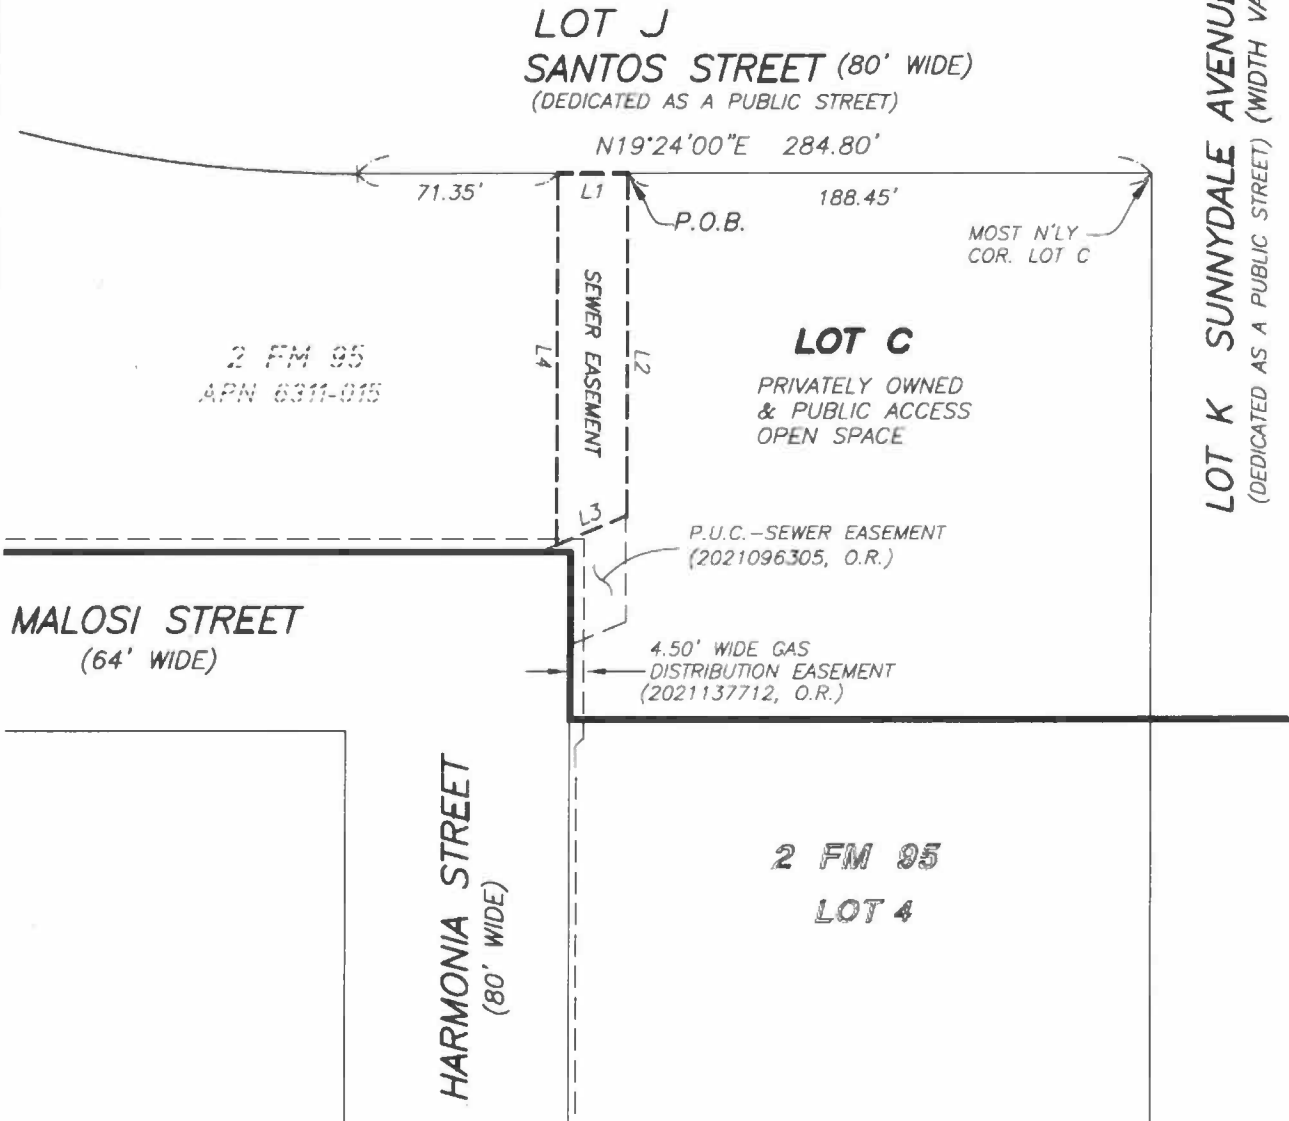 LOT J
SANTOS STREET (80' WIDE)
(DEDICATED AS A PUBLIC STREET)
N19°24'00"E 284.80'
71.35'
L1
188.45'
P.O.B.
MOST N'LY
COR. LOT C
SEWER EASEMENT
L4
L2
L3
2 FM 95
APN 6311-015
LOT C
PRIVATELY OWNED
& PUBLIC ACCESS
OPEN SPACE
LOT K SUNNYDALE AVENUE
(DEDICATED AS A PUBLIC STREET) (WIDTH
P.U.C.-SEWER EASEMENT
(2021096305, O.R.)
MALOSI STREET
(64' WIDE)
4.50' WIDE GAS
DISTRIBUTION EASEMENT
(2021137712, O.R.)
HARMONIA STREET
(80' WIDE)
2 FM 95
LOT 4